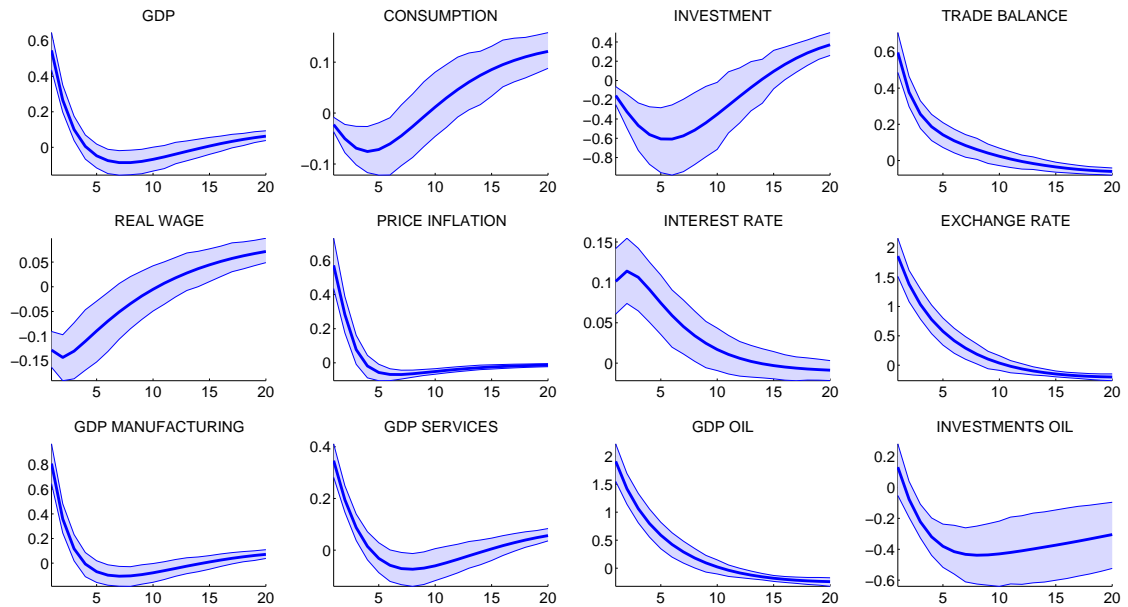 GDP
0.6
0.4
0.2
0
5 10 15 20
CONSUMPTION
0.1
0
−0.1
5 10 15 20
INVESTMENT
0.4
0.2
0
−0.2
−0.4
−0.6
−0.8
5 10 15 20
TRADE BALANCE
0.6
0.4
0.2
0
5 10 15 20
REAL WAGE
0.05
0
−0.05
−0.1
−0.15
5 10 15 20
PRICE INFLATION
0.6
0.4
0.2
0
5 10 15 20
INTEREST RATE
0.15
0.1
0.05
0
5 10 15 20
EXCHANGE RATE
2
1.5
1
0.5
0
5 10 15 20
GDP MANUFACTURING
0.8
0.6
0.4
0.2
0
5 10 15 20
GDP SERVICES
0.4
0.2
0
5 10 15 20
GDP OIL
2
1.5
1
0.5
0
5 10 15 20
INVESTMENTS OIL
0.2
0
−0.2
−0.4
−0.6
5 10 15 20